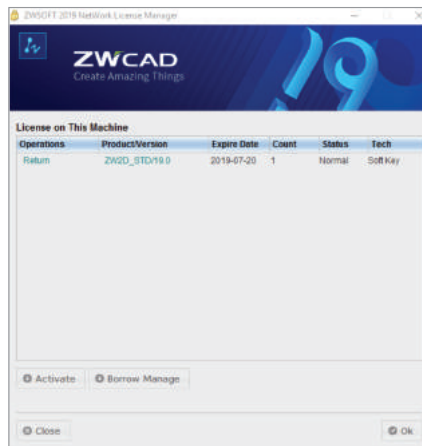 ZWSOFT 2019 NetWork License Manager
ZWCAD
Create Amazing Things
19
License on This Machine
Operations Product/Version Expire Date Count Status Tech
Return ZW2D_STD/19.0 2019-07-20 1 Normal Soft Key
Activate Borrow Manage
Close Ok